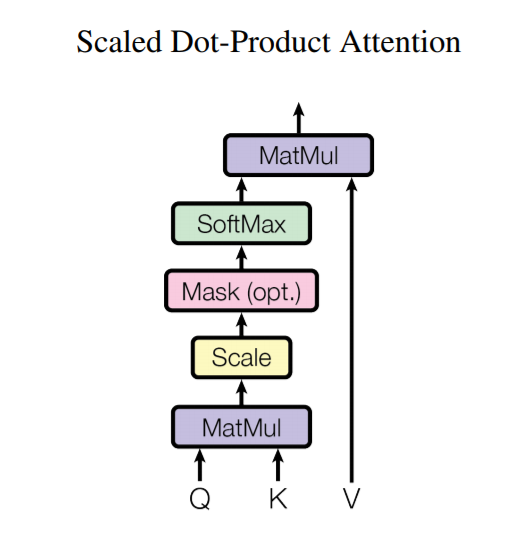 Scaled Dot-Product Attention
MatMul
SoftMax
Mask (opt.)
Scale
MatMul
Q K V